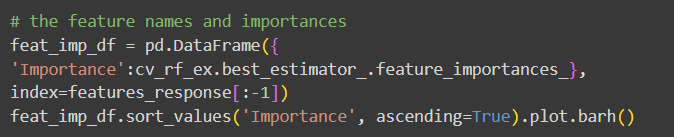 # the feature names and importances
feat_imp_df = pd.DataFrame({
'Importance':cv_rf_ex.best_estimator_.feature_importances_},
index=features_response[:-1])
feat_imp_df.sort_values('Importance', ascending=True).plot.barh()